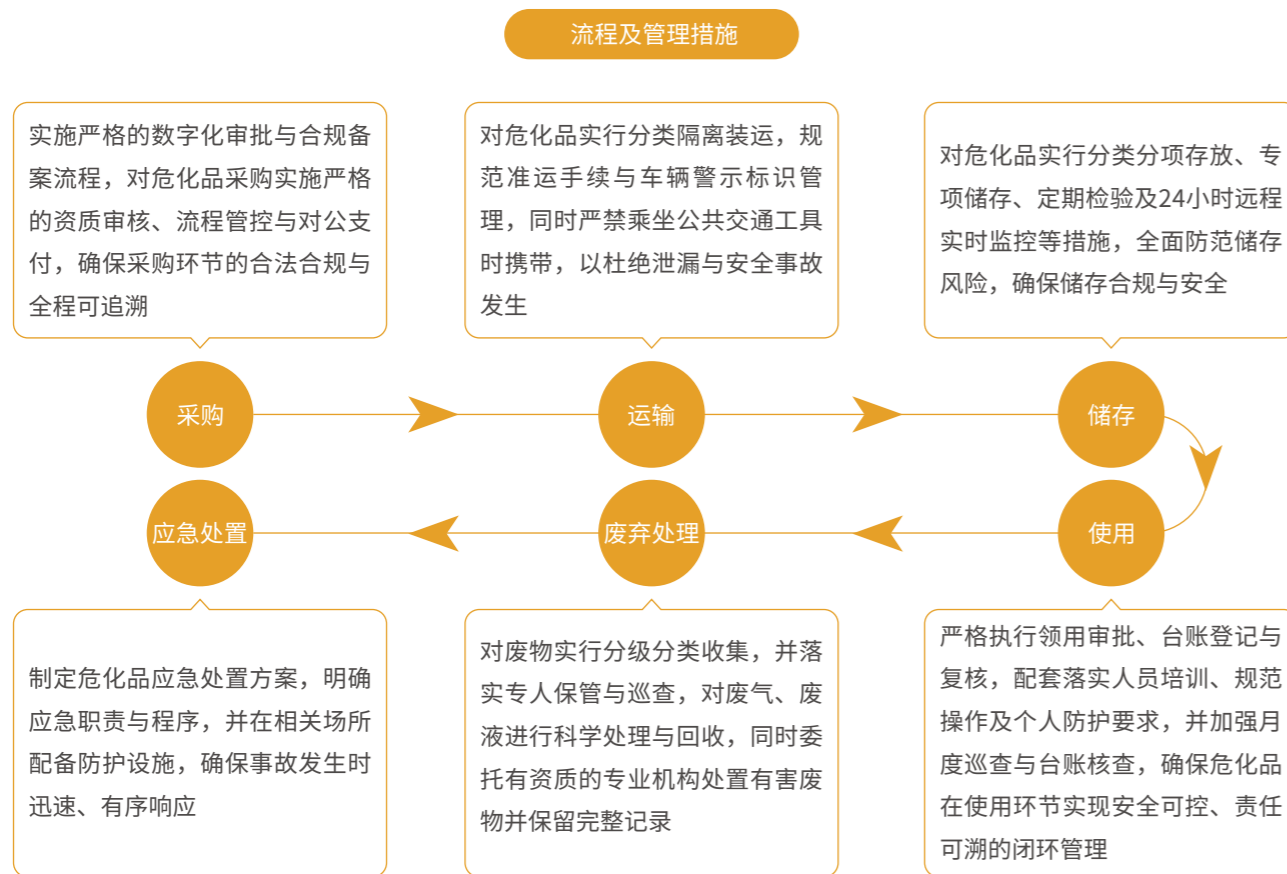 流程及管理措施
实施严格的数字化审批与合规备
案流程，对危化品采购实施严格
的资质审核、流程管控与对公支
付，确保采购环节的合法合规与
全程可追溯
对危化品实行分类隔离装运，规
范准运手续与车辆警示标识管
理，同时严禁乘坐公共交通工具
时携带，以杜绝泄漏与安全事故
发生
对危化品实行分类分项存放、专
项储存、定期检验及24小时远程
实时监控等措施，全面防范储存
风险，确保储存合规与安全
采购
运输
储存
应急处置
废弃处理
使用
制定危化品应急处置方案，明确
应急职责与程序，并在相关场所
配备防护设施，确保事故发生时
迅速、有序响应
对废物实行分级分类收集，并落
实专人保管与巡查，对废气、废
液进行科学处理与回收，同时委
托有资质的专业机构处置有害废
物并保留完整记录
严格执行领用审批、台账登记与
复核，配套落实人员培训、规范
操作及个人防护要求，并加强月
度巡查与台账核查，确保危化品
在使用环节实现安全可控、责任
可溯的闭环管理